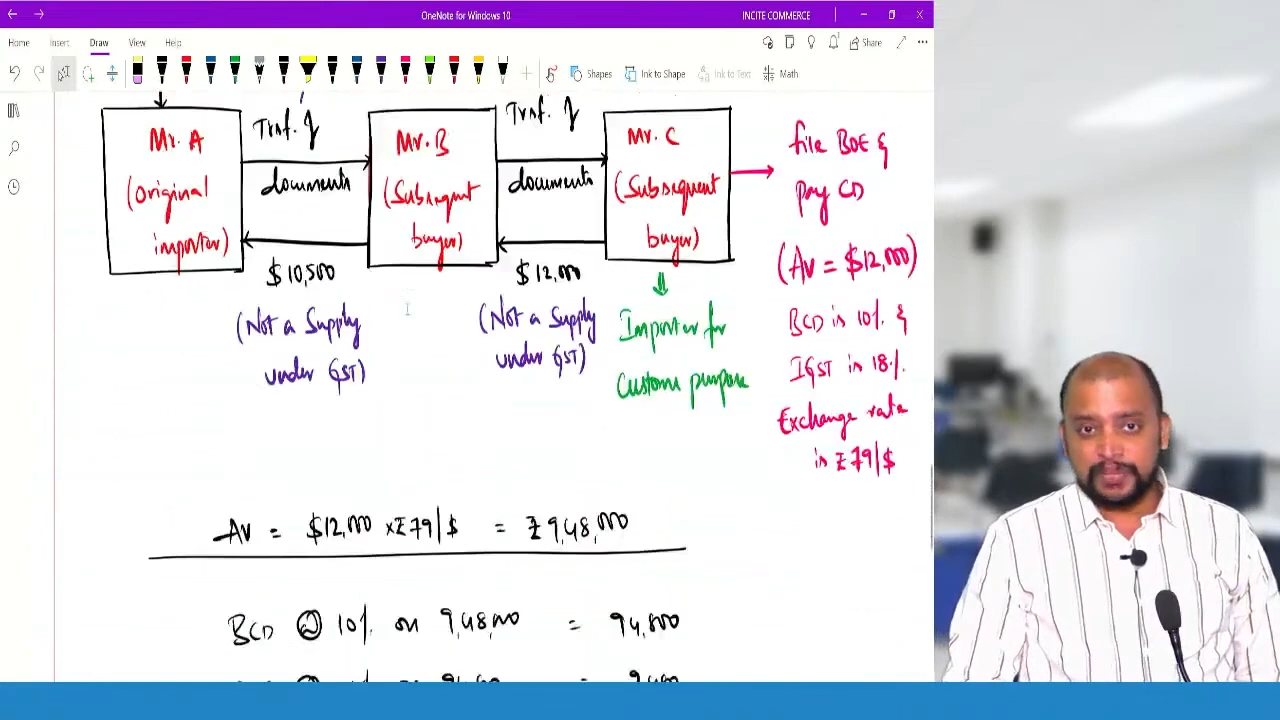 OneNote for Windows 10
INCITE COMMERCE
Home Insert Draw View Help
Share
Shapes Ink to Shape Ink to Text Math
Mr. A
(Original
importer)
Trnf. of
documents
$10,500
(Not a Supply
under GST)
Mr. B
(Subseqent
buyer)
Trnf. of
documents
$12,000
(Not a Supply
under GST)
Mr. C
(Subsequent
buyer)
Importer for
Customs purpose
file BOE &
pay CD
(AV = $12,000)
BCD is 10% &
IGST is 18%.
Exchange rate
is ₹79/$
AV = $12,000 x ₹79/$ = ₹9,48,000
BCD @ 10% on 9,48,000 = 94,800